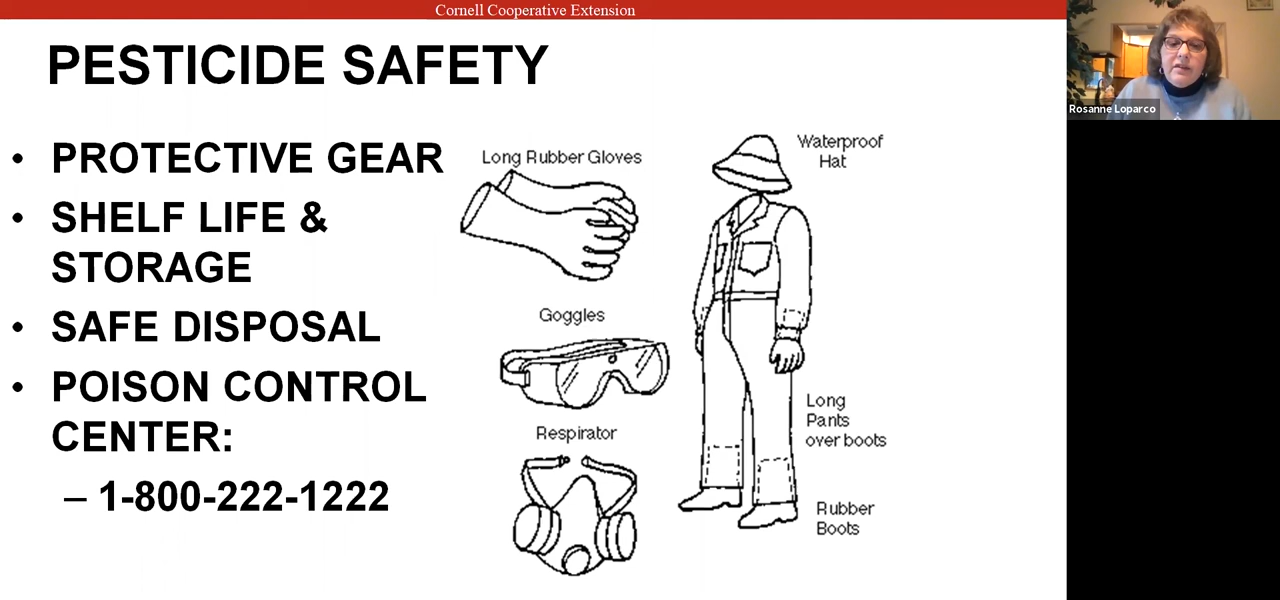 Cornell Cooperative Extension
PESTICIDE SAFETY
• PROTECTIVE GEAR
• SHELF LIFE &
STORAGE
• SAFE DISPOSAL
• POISON CONTROL
CENTER:
– 1-800-222-1222
Long Rubber Gloves
Goggles
Respirator
Waterproof
Hat
Long
Pants
over boots
Rubber
Boots
Rosanne Loparco